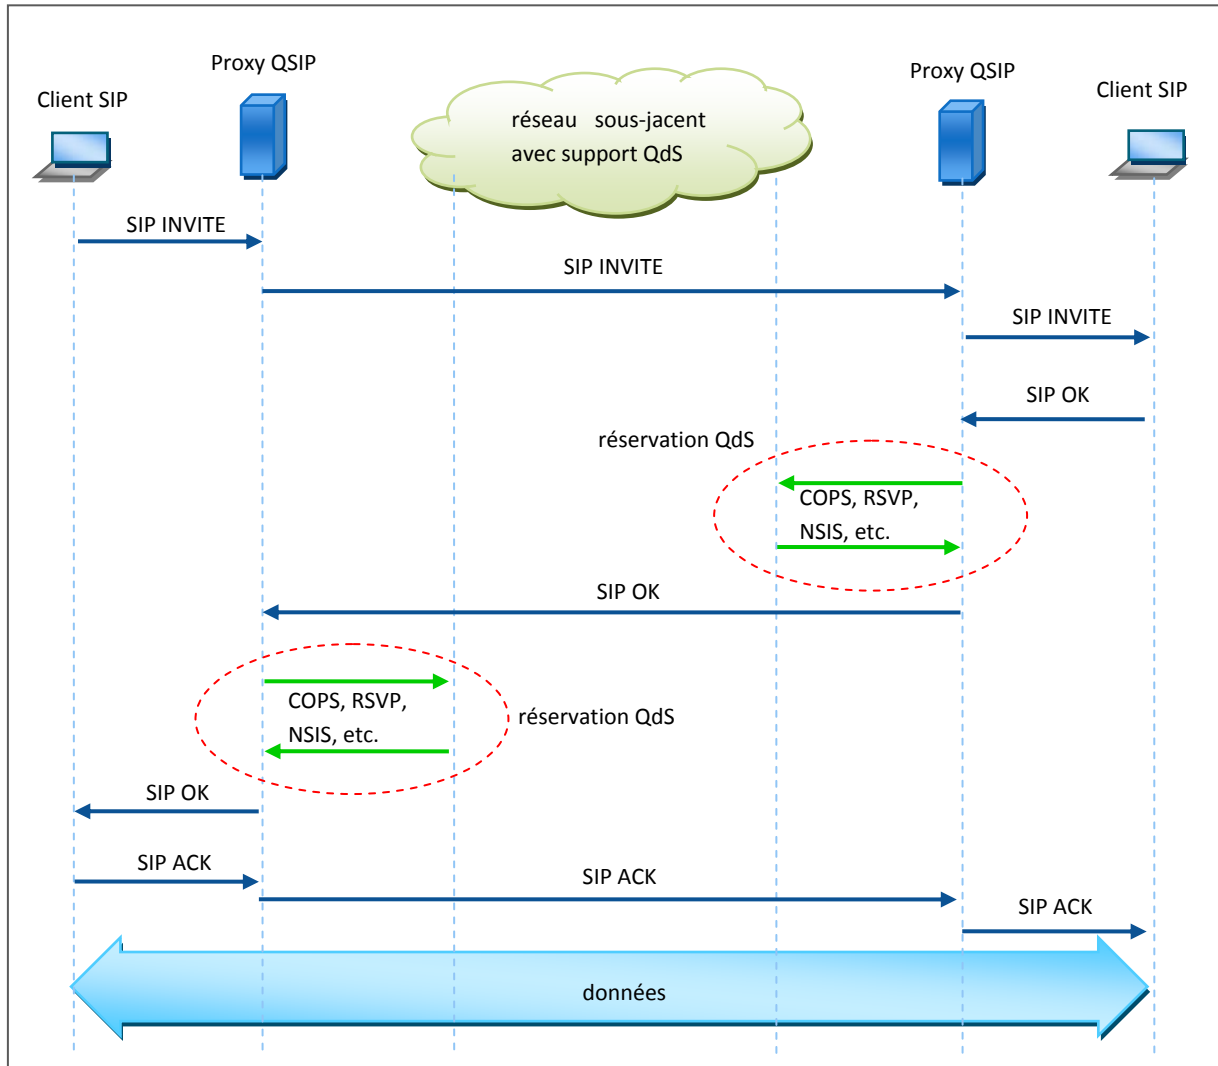 Proxy QSIP
Proxy QSIP
Client SIP
Client SIP
réseau sous-jacent
avec support QdS
SIP INVITE
SIP INVITE
SIP INVITE
SIP OK
réservation QdS
COPS, RSVP,
NSIS, etc.
SIP OK
COPS, RSVP,
NSIS, etc.
réservation QdS
SIP OK
SIP ACK
SIP ACK
SIP ACK
données